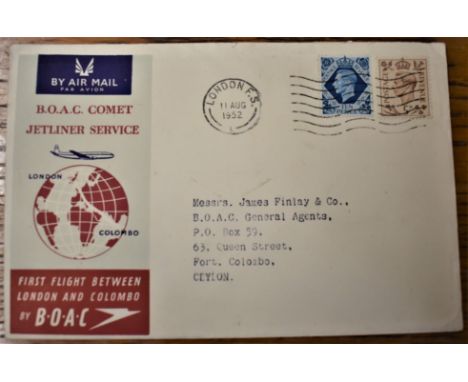 BY AIR MAIL
PAR AVION
B.O.A.C. COMET
JETLINER SERVICE
LONDON
COLOMBO
FIRST FLIGHT BETWEEN
LONDON AND COLOMBO
BY B·O·A·C
LONDON F.S.
11 AUG
1952
Messrs. James Finlay & Co.,
B.O.A.C. General Agents,
P.O. Box 59.
63. Queen Street,
Fort. Colombo.
CEYLON.